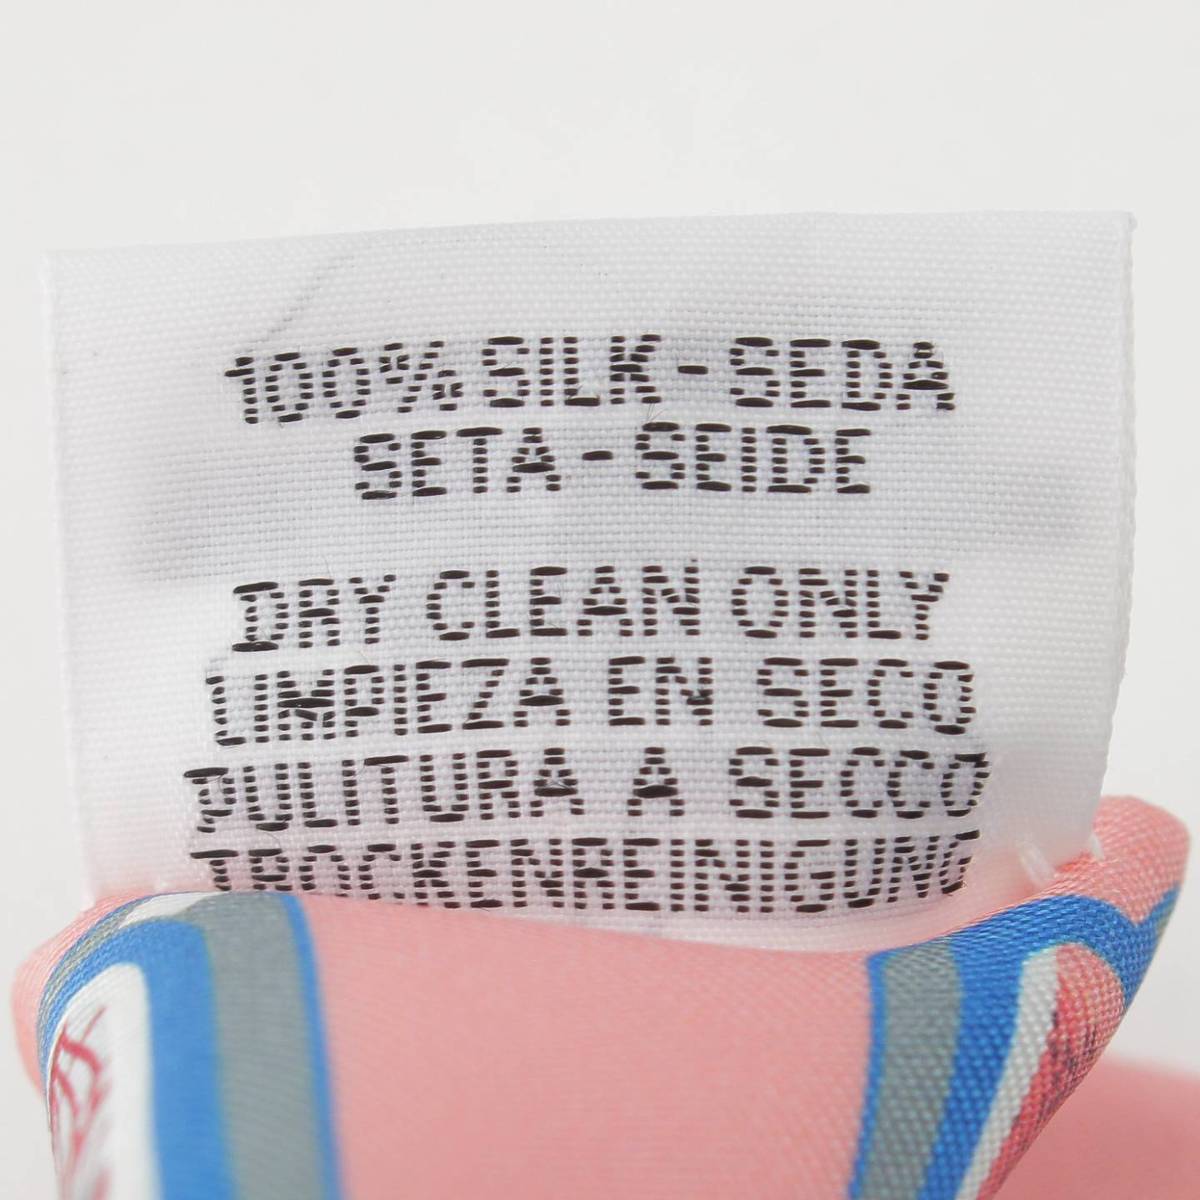 100% SILK - SEDA
SETA - SEIDE
DRY CLEAN ONLY
LIMPIEZA EN SECO
PULITURA A SECCO
TROCKENREINIGUNG